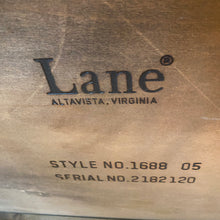 Lane®
ALTAVISTA, VIRGINIA
STYLE NO. 1688 05
SERIAL NO. 2182120